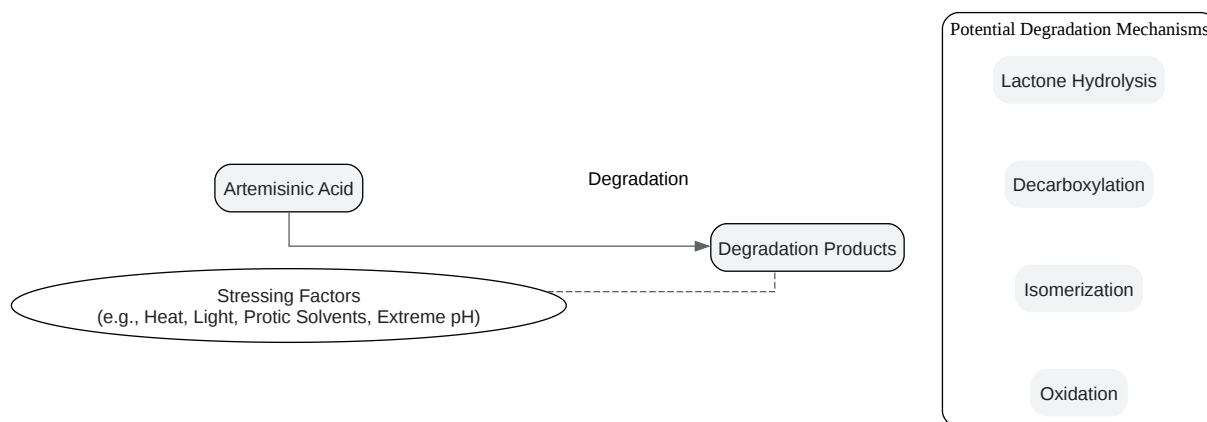 Potential Degradation Mechanisms
Lactone Hydrolysis
Artemisinic Acid
Degradation
Decarboxylation
Degradation Products
Stressing Factors
(e.g., Heat, Light, Protic Solvents, Extreme pH)
Isomerization
Oxidation